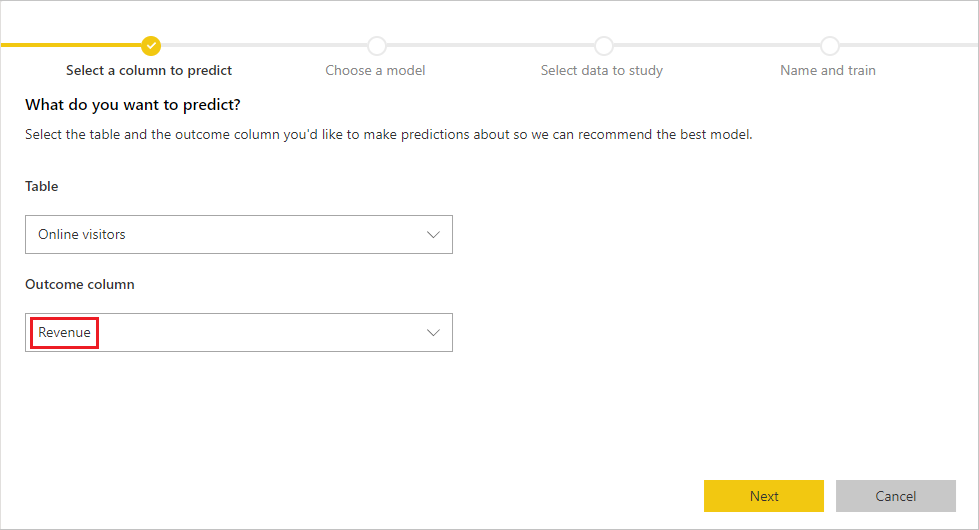 Select a column to predict
Choose a model
Select data to study
Name and train
What do you want to predict?
Select the table and the outcome column you'd like to make predictions about so we can recommend the best model.
Table
Online visitors
Outcome column
Revenue
Next
Cancel